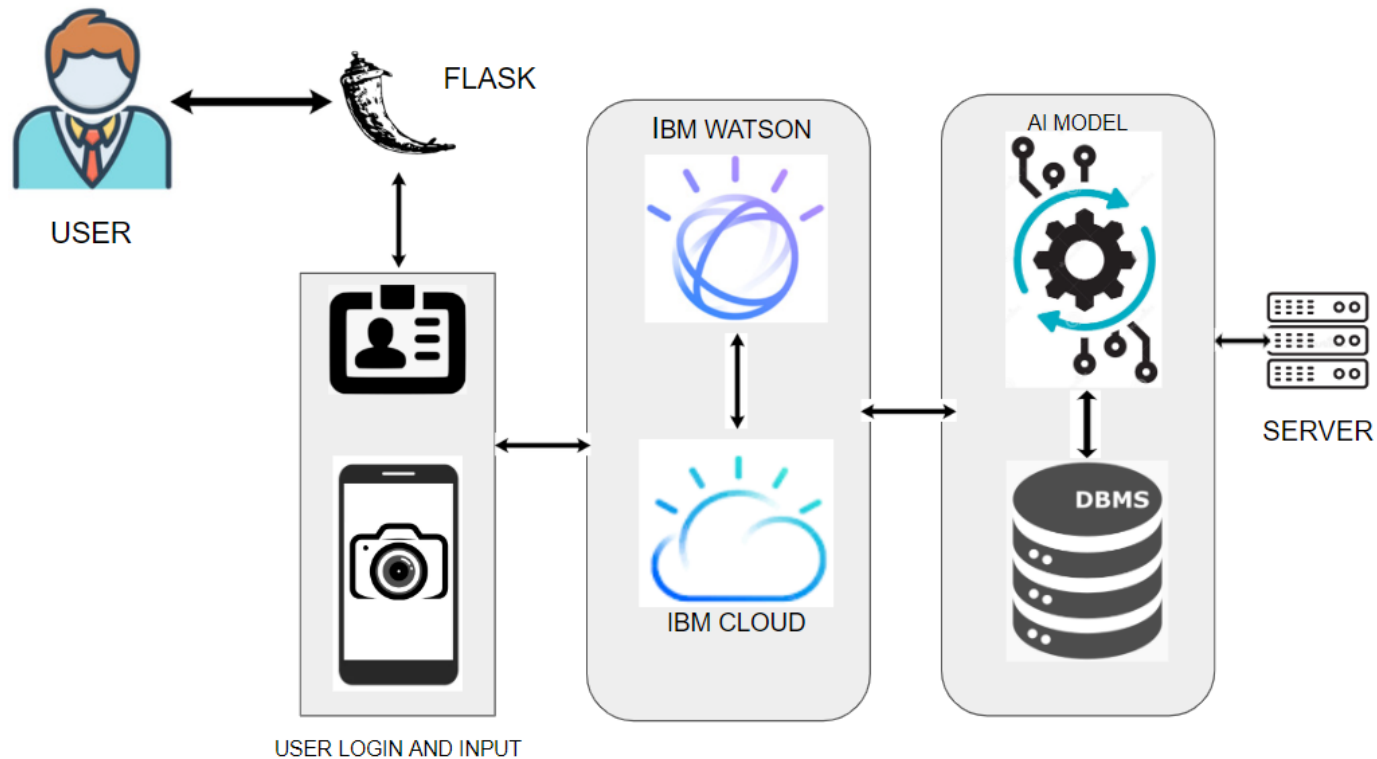 FLASK
USER
IBM WATSON
AI MODEL
DBMS
SERVER
IBM CLOUD
USER LOGIN AND INPUT